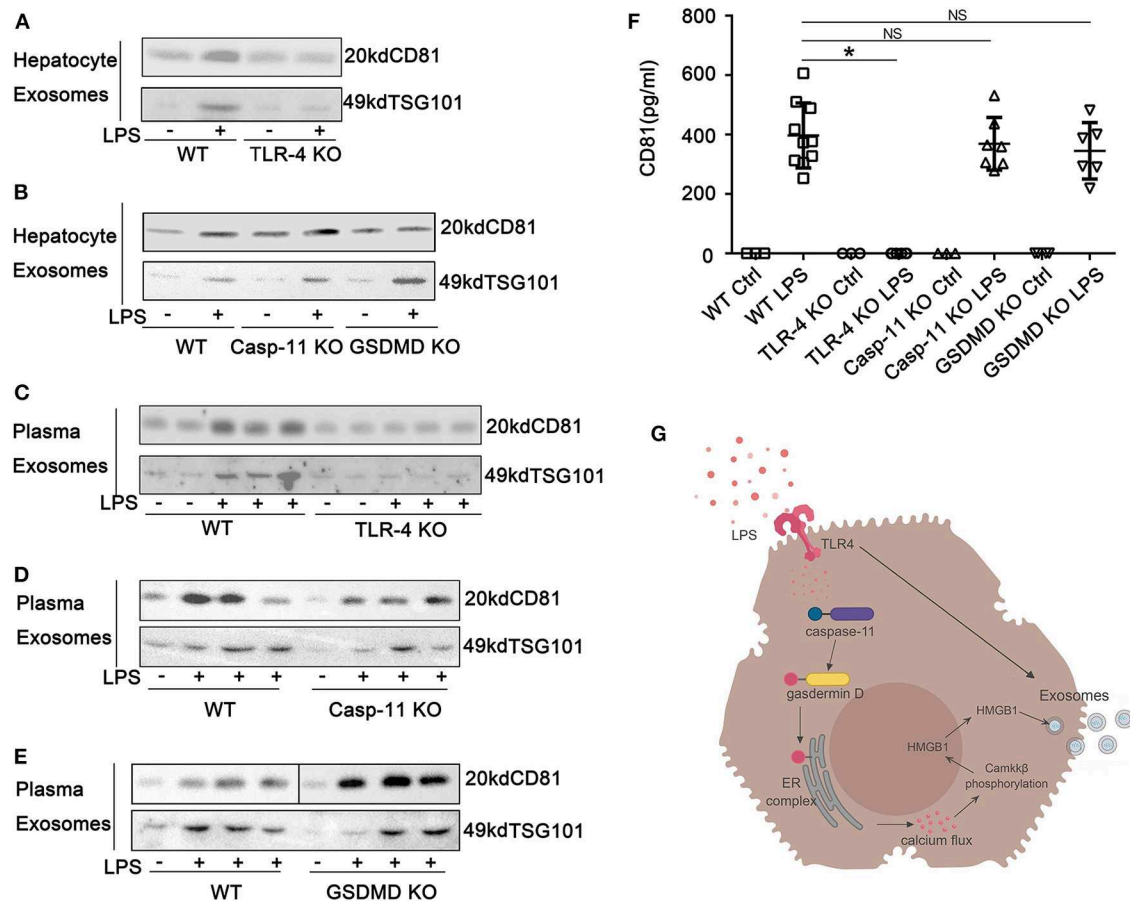 A
Hepatocyte
Exosomes
20kdCD81
49kdTSG101
LPS - + - +
WT TLR-4 KO
B
Hepatocyte
Exosomes
20kdCD81
49kdTSG101
LPS - + - + - +
WT Casp-11 KO GSDMD KO
C
Plasma
Exosomes
20kdCD81
49kdTSG101
LPS - - + + + - - + + +
WT TLR-4 KO
D
Plasma
Exosomes
20kdCD81
49kdTSG101
LPS - + + + - + + +
WT Casp-11 KO
E
Plasma
Exosomes
20kdCD81
49kdTSG101
LPS - + + + - + + +
WT GSDMD KO
F
NS
NS
*
CD81(pg/ml)
800
600
400
200
0
WT Ctrl
WT LPS
TLR-4 KO Ctrl
TLR-4 KO LPS
Casp-11 KO Ctrl
Casp-11 KO LPS
GSDMD KO Ctrl
GSDMD KO LPS
G
LPS
TLR4
caspase-11
gasdermin D
ER
complex
calcium flux
Camkkβ
phosphorylation
HMGB1
HMGB1
Exosomes